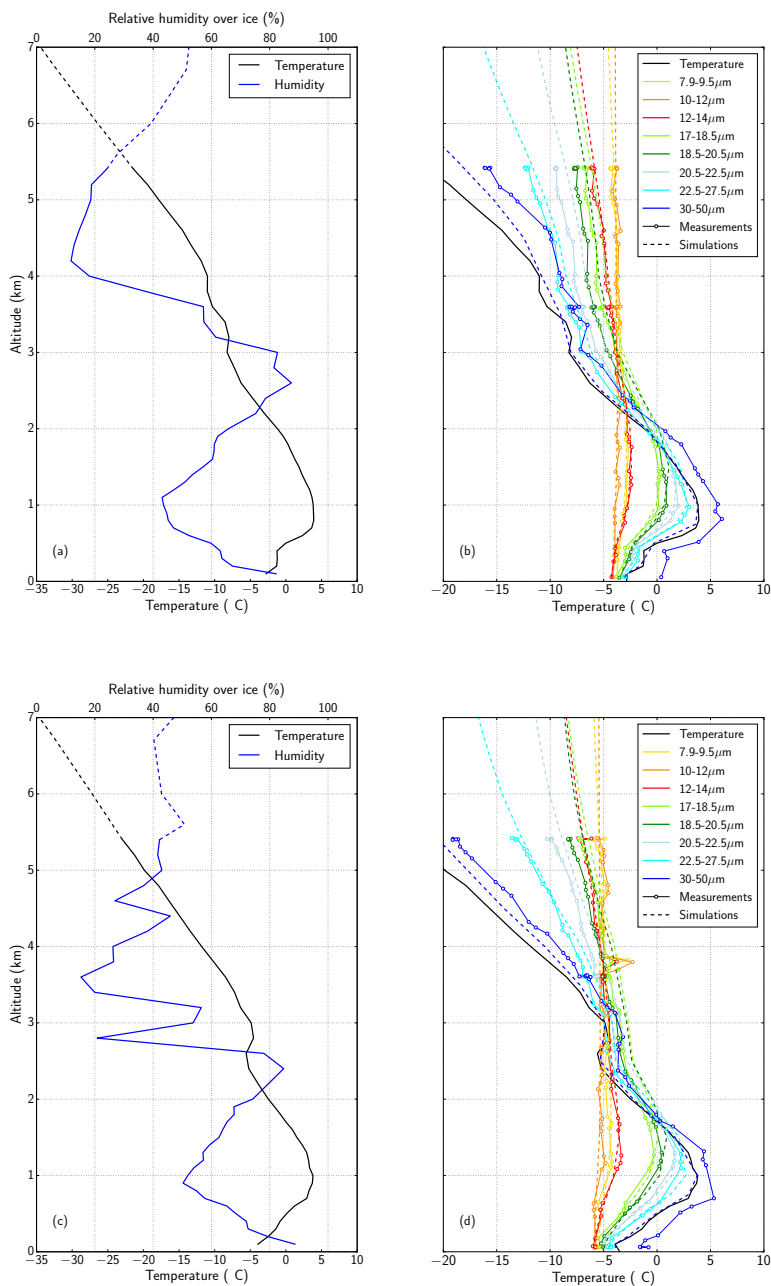 Relative humidity over ice (%)
0 20 40 60 80 100
7
6
5
4
3
2
1
0
Altitude (km)
Temperature
Humidity
(a)
−35 −30 −25 −20 −15 −10 −5 0 5 10
Temperature ( C)
Temperature
7.9-9.5μm
10-12μm
12-14μm
17-18.5μm
18.5-20.5μm
20.5-22.5μm
22.5-27.5μm
30-50μm
Measurements
Simulations
(b)
−20 −15 −10 −5 0 5 10
Temperature ( C)
Relative humidity over ice (%)
0 20 40 60 80 100
7
6
5
4
3
2
1
0
Altitude (km)
Temperature
Humidity
(c)
−35 −30 −25 −20 −15 −10 −5 0 5 10
Temperature ( C)
Temperature
7.9-9.5μm
10-12μm
12-14μm
17-18.5μm
18.5-20.5μm
20.5-22.5μm
22.5-27.5μm
30-50μm
Measurements
Simulations
(d)
−20 −15 −10 −5 0 5 10
Temperature ( C)